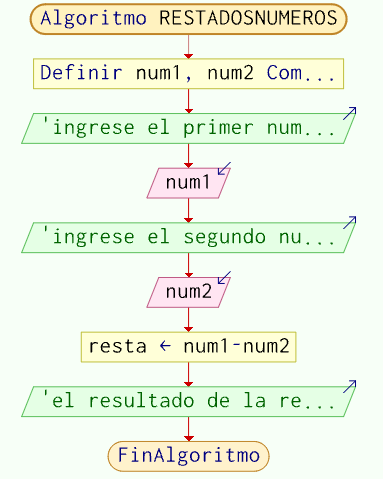 Algoritmo RESTADOSNUMEROS
Definir num1, num2 Com...
'ingrese el primer num...
num1
'ingrese el segundo nu...
num2
resta ← num1-num2
'el resultado de la re...
FinAlgoritmo